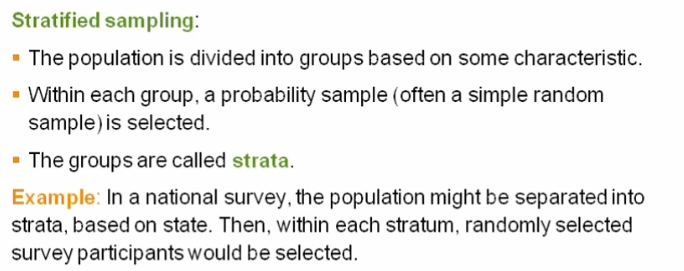 Stratified sampling:
▪ The population is divided into groups based on some characteristic.
▪ Within each group, a probability sample (often a simple random
sample) is selected.
▪ The groups are called strata.
Example: In a national survey, the population might be separated into
strata, based on state. Then, within each stratum, randomly selected
survey participants would be selected.